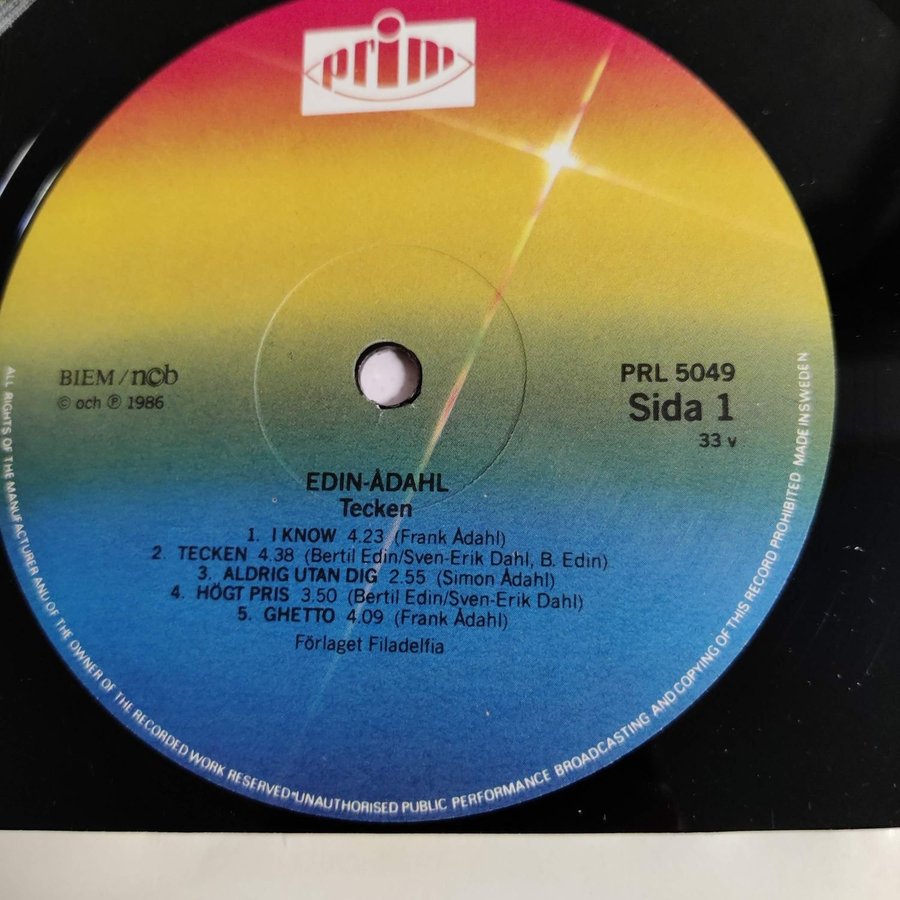 prim
BIEM/ncb
© och ℗ 1986
PRL 5049
Sida 1
33 v
EDIN-ÅDAHL
Tecken
1. I KNOW 4.23 (Frank Ådahl)
2. TECKEN 4.38 (Bertil Edin/Sven-Erik Dahl, B. Edin)
3. ALDRIG UTAN DIG 2.55 (Simon Ådahl)
4. HÖGT PRIS 3.50 (Bertil Edin/Sven-Erik Dahl)
5. GHETTO 4.09 (Frank Ådahl)
Förlaget Filadelfia
ALL RIGHTS OF THE MANUFACTURER AND OF THE OWNER OF THE RECORDED WORK RESERVED•UNAUTHORISED PUBLIC PERFORMANCE BROADCASTING AND COPYING OF THIS RECORD PROHIBITED MADE IN SWEDEN